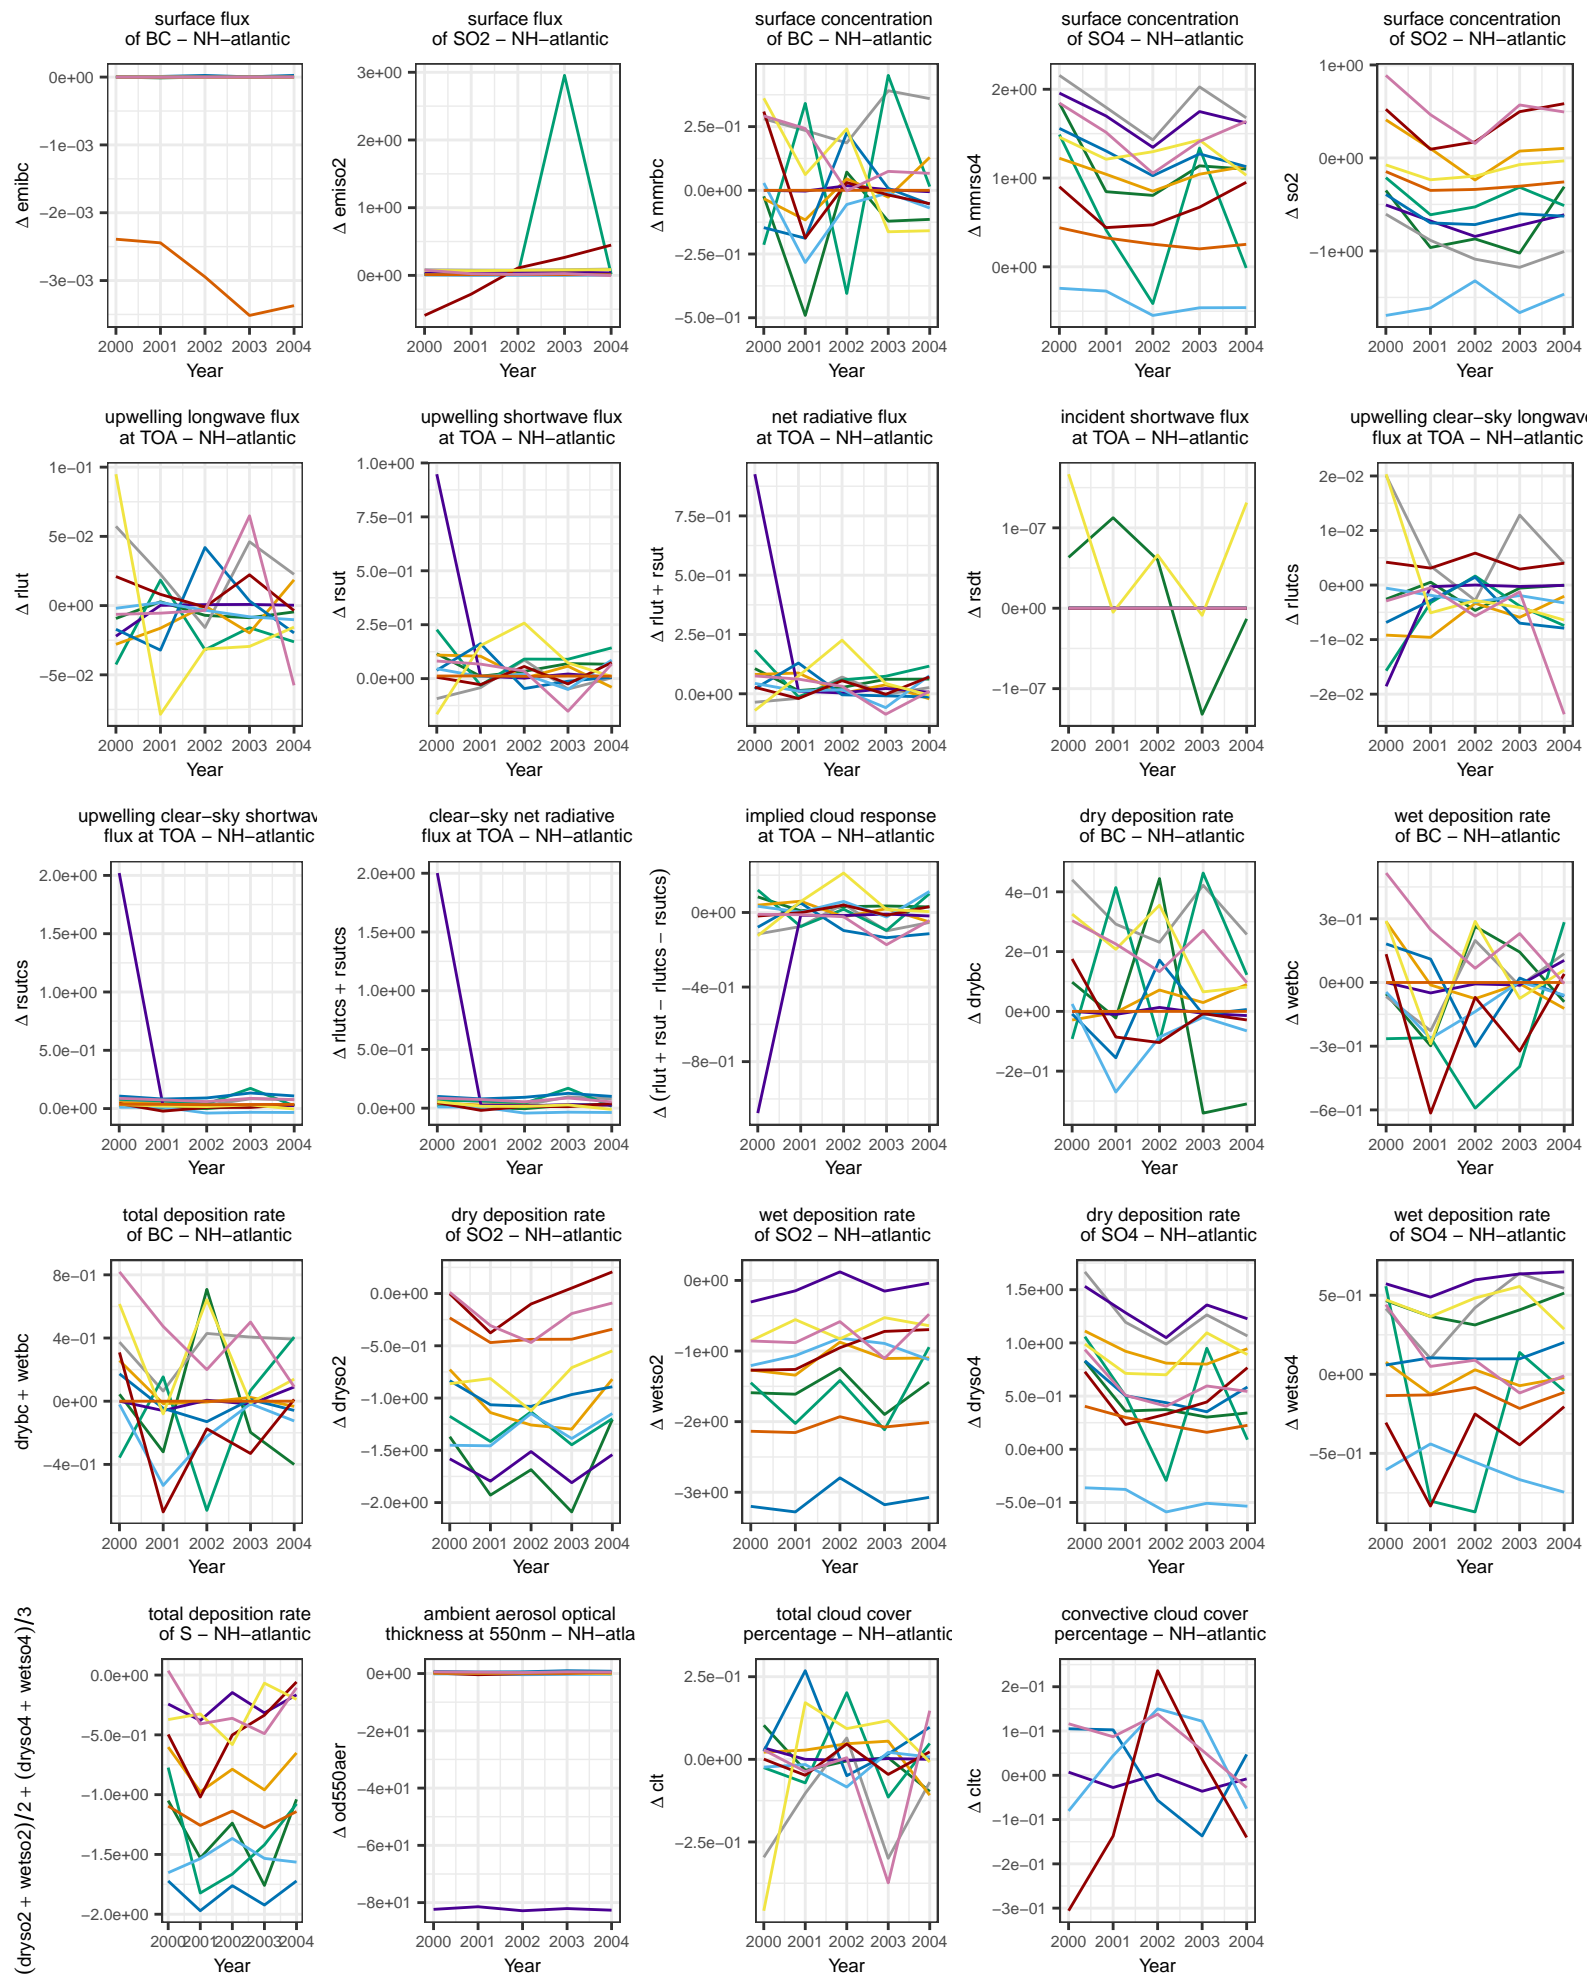 surface flux
of BC − NH−atlantic
Δ emibc
0e+00
−1e−03
−2e−03
−3e−03
2000 2001 2002 2003 2004
Year
surface flux
of SO2 − NH−atlantic
Δ emiso2
3e+00
2e+00
1e+00
0e+00
2000 2001 2002 2003 2004
Year
surface concentration
of BC − NH−atlantic
Δ mmrbc
2.5e−01
0.0e+00
−2.5e−01
−5.0e−01
2000 2001 2002 2003 2004
Year
surface concentration
of SO4 − NH−atlantic
Δ mmrso4
2e+00
1e+00
0e+00
2000 2001 2002 2003 2004
Year
surface concentration
of SO2 − NH−atlantic
Δ so2
1e+00
0e+00
−1e+00
2000 2001 2002 2003 2004
Year
upwelling longwave flux
at TOA − NH−atlantic
Δ rlut
1e−01
5e−02
0e+00
−5e−02
2000 2001 2002 2003 2004
Year
upwelling shortwave flux
at TOA − NH−atlantic
Δ rsut
1.0e+00
7.5e−01
5.0e−01
2.5e−01
0.0e+00
2000 2001 2002 2003 2004
Year
net radiative flux
at TOA − NH−atlantic
Δ rlut + rsut
7.5e−01
5.0e−01
2.5e−01
0.0e+00
2000 2001 2002 2003 2004
Year
incident shortwave flux
at TOA − NH−atlantic
Δ rsdt
1e−07
0e+00
−1e−07
2000 2001 2002 2003 2004
Year
upwelling clear−sky longwave
flux at TOA − NH−atlantic
Δ rlutcs
2e−02
1e−02
0e+00
−1e−02
−2e−02
2000 2001 2002 2003 2004
Year
upwelling clear−sky shortwav
flux at TOA − NH−atlantic
Δ rsutcs
2.0e+00
1.5e+00
1.0e+00
5.0e−01
0.0e+00
2000 2001 2002 2003 2004
Year
clear−sky net radiative
flux at TOA − NH−atlantic
Δ rlutcs + rsutcs
2.0e+00
1.5e+00
1.0e+00
5.0e−01
0.0e+00
2000 2001 2002 2003 2004
Year
implied cloud response
at TOA − NH−atlantic
Δ (rlut + rsut − rlutcs − rsutcs)
0e+00
−4e−01
−8e−01
2000 2001 2002 2003 2004
Year
dry deposition rate
of BC − NH−atlantic
Δ drybc
4e−01
2e−01
0e+00
−2e−01
2000 2001 2002 2003 2004
Year
wet deposition rate
of BC − NH−atlantic
Δ wetbc
3e−01
0e+00
−3e−01
−6e−01
2000 2001 2002 2003 2004
Year
total deposition rate
of BC − NH−atlantic
drybc + wetbc
8e−01
4e−01
0e+00
−4e−01
2000 2001 2002 2003 2004
Year
dry deposition rate
of SO2 − NH−atlantic
Δ dryso2
0.0e+00
−5.0e−01
−1.0e+00
−1.5e+00
−2.0e+00
2000 2001 2002 2003 2004
Year
wet deposition rate
of SO2 − NH−atlantic
Δ wetso2
0e+00
−1e+00
−2e+00
−3e+00
2000 2001 2002 2003 2004
Year
dry deposition rate
of SO4 − NH−atlantic
Δ dryso4
1.5e+00
1.0e+00
5.0e−01
0.0e+00
−5.0e−01
2000 2001 2002 2003 2004
Year
wet deposition rate
of SO4 − NH−atlantic
Δ wetso4
5e−01
0e+00
−5e−01
2000 2001 2002 2003 2004
Year
total deposition rate
of S − NH−atlantic
(dryso2 + wetso2)/2 + (dryso4 + wetso4)/3
0.0e+00
−5.0e−01
−1.0e+00
−1.5e+00
−2.0e+00
2000 2001 2002 2003 2004
Year
ambient aerosol optical
thickness at 550nm − NH−atla
Δ od550aer
0e+00
−2e+01
−4e+01
−6e+01
−8e+01
2000 2001 2002 2003 2004
Year
total cloud cover
percentage − NH−atlantic
Δ clt
2.5e−01
0.0e+00
−2.5e−01
2000 2001 2002 2003 2004
Year
convective cloud cover
percentage − NH−atlantic
Δ cltc
2e−01
1e−01
0e+00
−1e−01
−2e−01
−3e−01
2000 2001 2002 2003 2004
Year